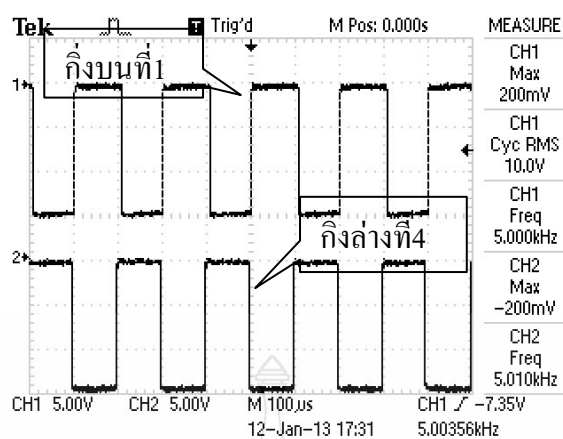 Tek T Trig'd M Pos: 0.000s MEASURE
CH1
Max
200mV
CH1
Cyc RMS
10.0V
CH1
Freq
5.000kHz
CH2
Max
-200mV
CH2
Freq
5.010kHz
กิ่งบนที่1
1
กิ่งล่างที่4
2
CH1 5.00V CH2 5.00V M 100µs CH1 -7.35V
12-Jan-13 17:31 5.00356kHz